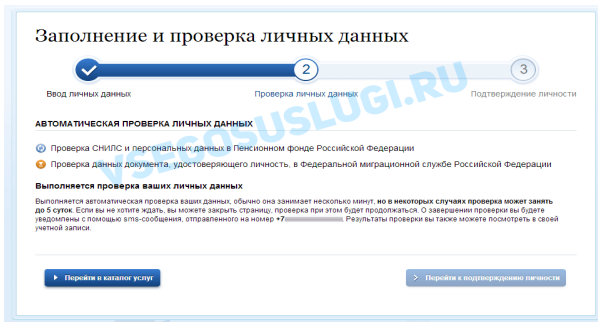 Заполнение и проверка личных данных
2
3
Ввод личных данных
Проверка личных данных
Подтверждение личности
VSEGOSUSLUGI.RU
АВТОМАТИЧЕСКАЯ ПРОВЕРКА ЛИЧНЫХ ДАННЫХ
Проверка СНИЛС и персональных данных в Пенсионном фонде Российской Федерации
Проверка данных документа, удостоверяющего личность, в Федеральной миграционной службе Российской Федерации
Выполняется проверка ваших личных данных
Выполняется автоматическая проверка ваших данных, обычно она занимает несколько минут, но в некоторых случаях проверка может занять
до 5 суток. Если вы не хотите ждать, вы можете закрыть страницу, проверка при этом будет продолжаться. О завершении проверки вы будете
уведомлены с помощью sms-сообщения, отправленного на номер +7 . Результаты проверки вы также можете посмотреть в своей
учетной записи.
Перейти в каталог услуг
Перейти к подтверждению личности